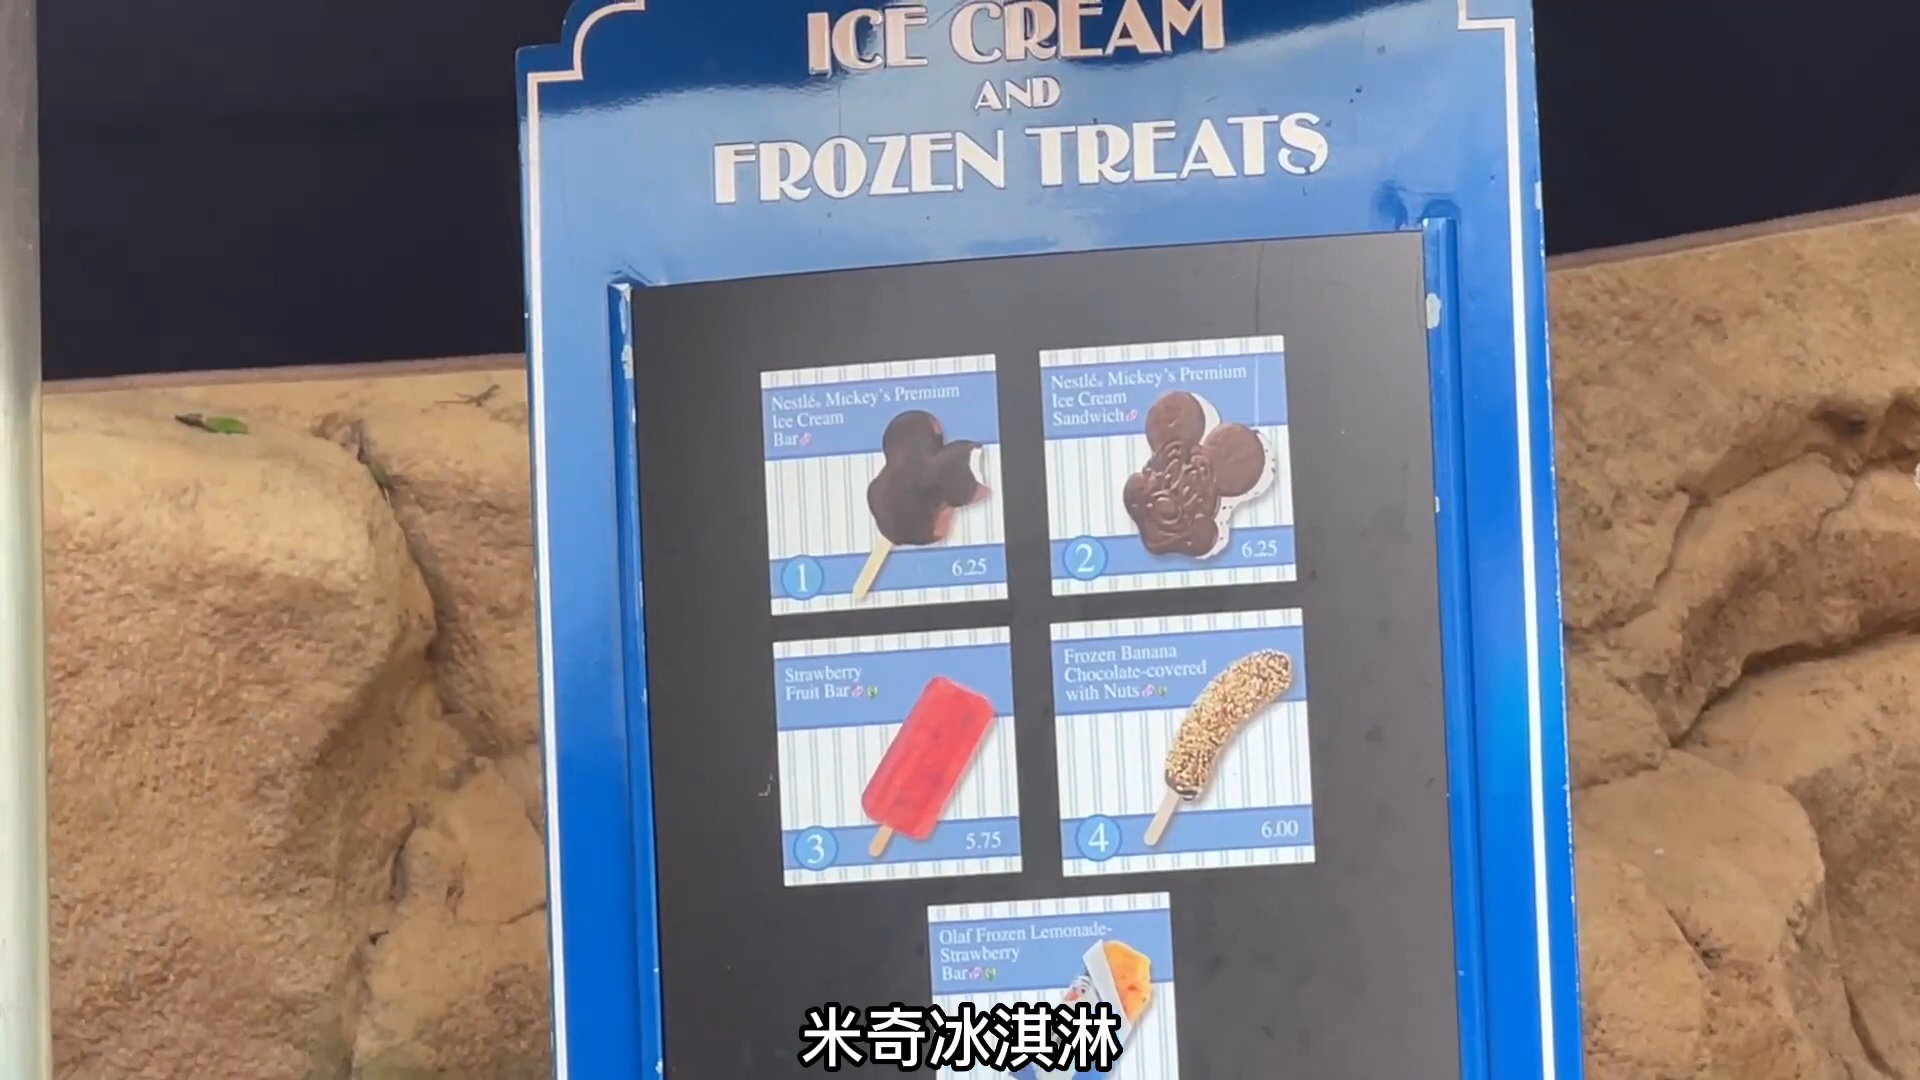 ICE CREAM
AND
FROZEN TREATS
Nestlé® Mickey's Premium
Ice Cream
Bar
1
6.25
Nestlé® Mickey's Premium
Ice Cream
Sandwich
2
6.25
Strawberry
Fruit Bar
3
5.75
Frozen Banana
Chocolate-covered
with Nuts
4
6.00
Olaf Frozen Lemonade-
Strawberry
Bar
米奇冰淇淋